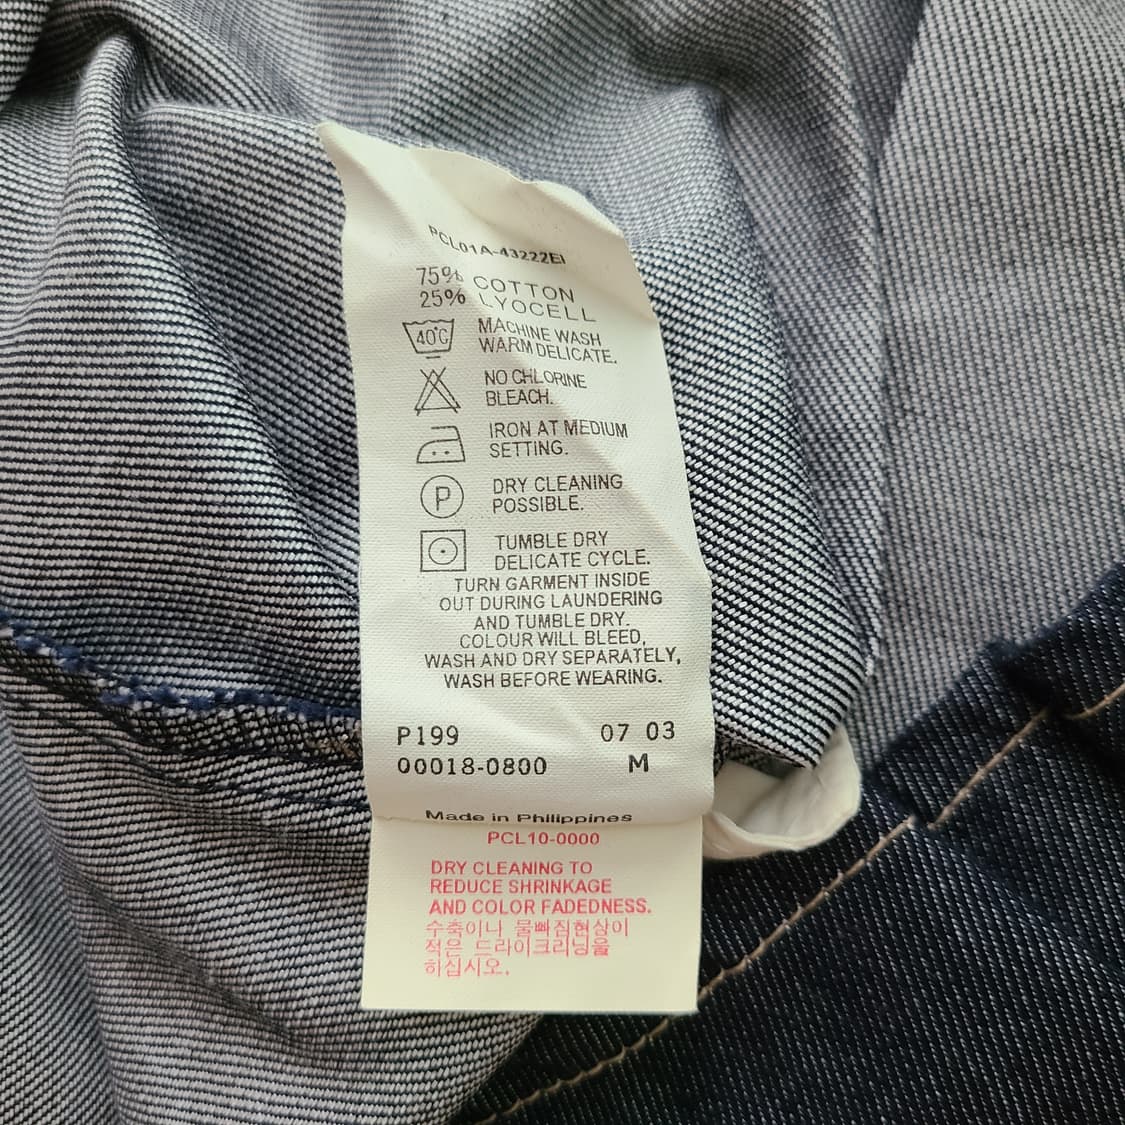 PCL01A-43222EI
75% COTTON
25% LYOCELL
40°C MACHINE WASH
WARM DELICATE.
NO CHLORINE
BLEACH.
IRON AT MEDIUM
SETTING.
P DRY CLEANING
POSSIBLE.
TUMBLE DRY
DELICATE CYCLE.
TURN GARMENT INSIDE
OUT DURING LAUNDERING
AND TUMBLE DRY.
COLOUR WILL BLEED,
WASH AND DRY SEPARATELY,
WASH BEFORE WEARING.
P199 07 03
00018-0800 M
Made in Philippines
PCL10-0000
DRY CLEANING TO
REDUCE SHRINKAGE
AND COLOR FADEDNESS.
수축이나 물빠짐현상이
적은 드라이크리닝을
하십시오.